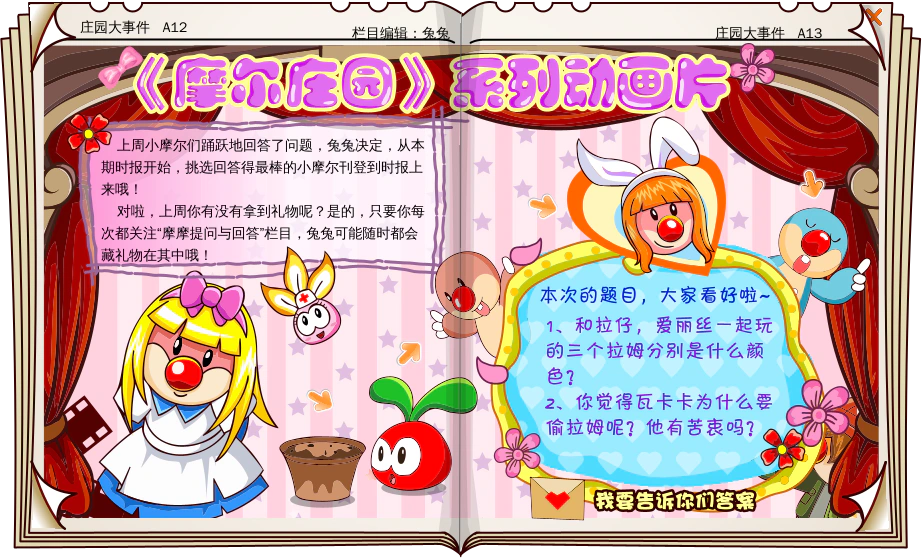 庄园大事件 A12
栏目编辑：兔兔
庄园大事件 A13
《摩尔庄园》系列动画片
上周小摩尔们踊跃地回答了问题，兔兔决定，从本
期时报开始，挑选回答得最棒的小摩尔刊登到时报上
来哦！
对啦，上周你有没有拿到礼物呢？是的，只要你每
次都关注“摩摩提问与回答”栏目，兔兔可能随时都会
藏礼物在其中哦！
本次的题目，大家看好啦~
1、和拉仔，爱丽丝一起玩
的三个拉姆分别是什么颜
色？
2、你觉得瓦卡卡为什么要
偷拉姆呢？他有苦衷吗？
我要告诉你们答案